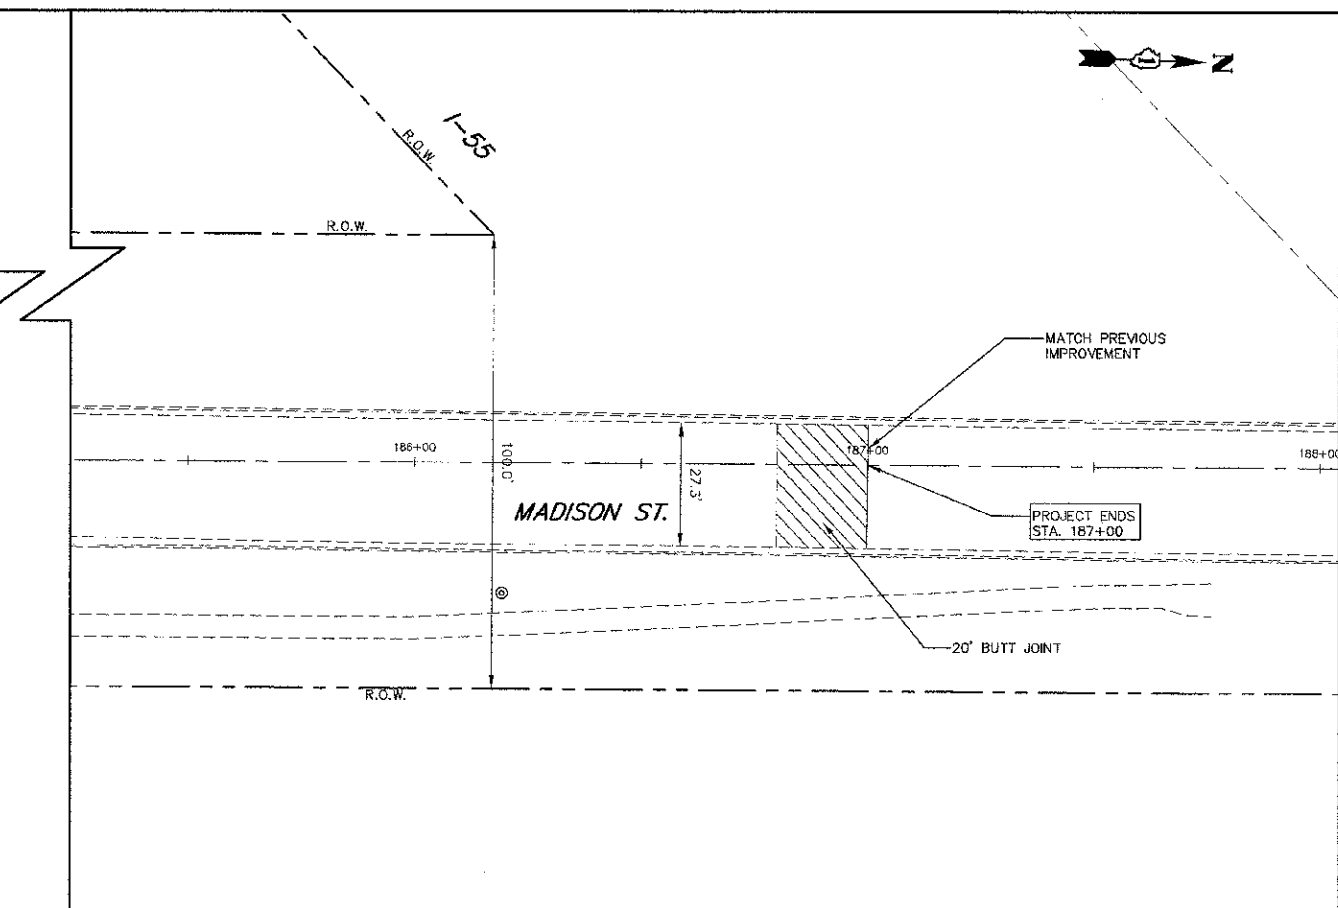 N
I-55
R.O.W.
R.O.W.
MATCH PREVIOUS
IMPROVEMENT
186+00
187+00
188+00
100.0'
27.3'
MADISON ST.
PROJECT ENDS
STA. 187+00
20' BUTT JOINT
R.O.W.